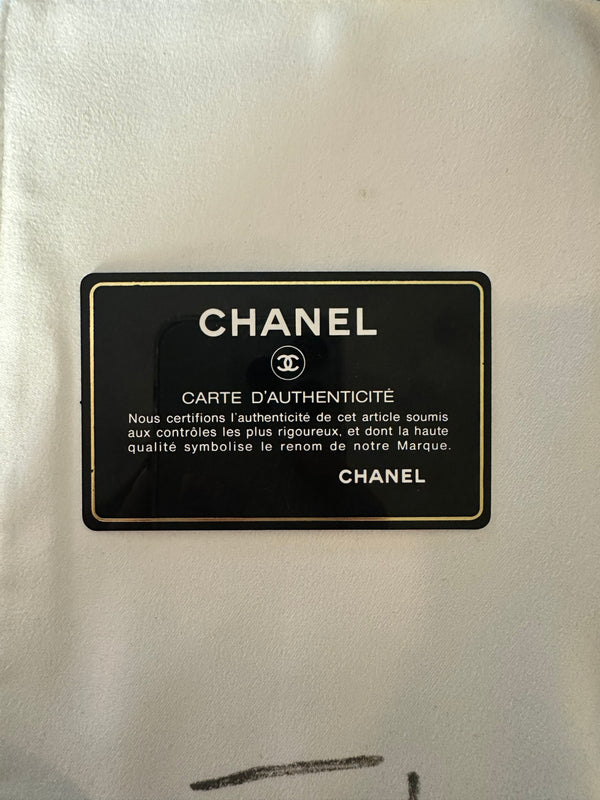 CHANEL
CARTE D'AUTHENTICITÉ
Nous certifions l'authenticité de cet article soumis
aux contrôles les plus rigoureux, et dont la haute
qualité symbolise le renom de notre Marque.
CHANEL